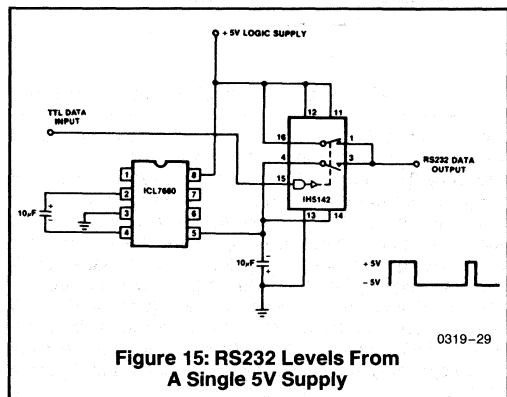 + 5V LOGIC SUPPLY
TTL DATA
INPUT
12 11
16 1
4 3
15
IH5142
13 14
RS232 DATA
OUTPUT
1 8
2 7
3 6
4 5
ICL7660
10µF
+
−
10µF
−
+
+ 5V
− 5V
0319–29
Figure 15: RS232 Levels From
A Single 5V Supply